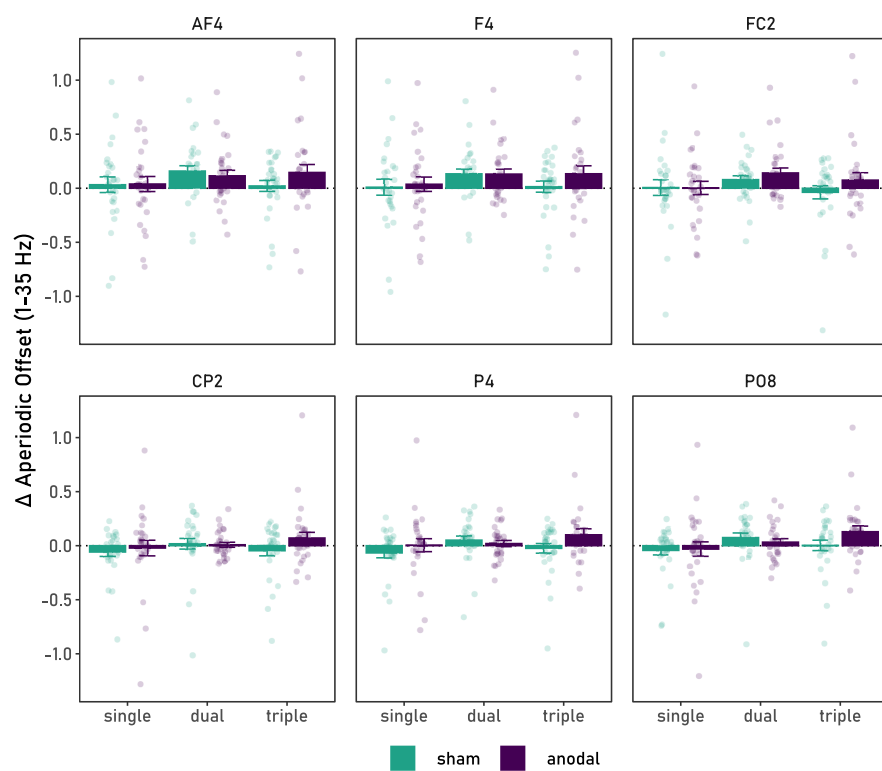 AF4 F4 FC2
1.0
0.5
0.0
−0.5
−1.0
Δ Aperiodic Offset (1–35 Hz)
CP2 P4 PO8
1.0
0.5
0.0
−0.5
−1.0
single dual triple single dual triple single dual triple
sham anodal